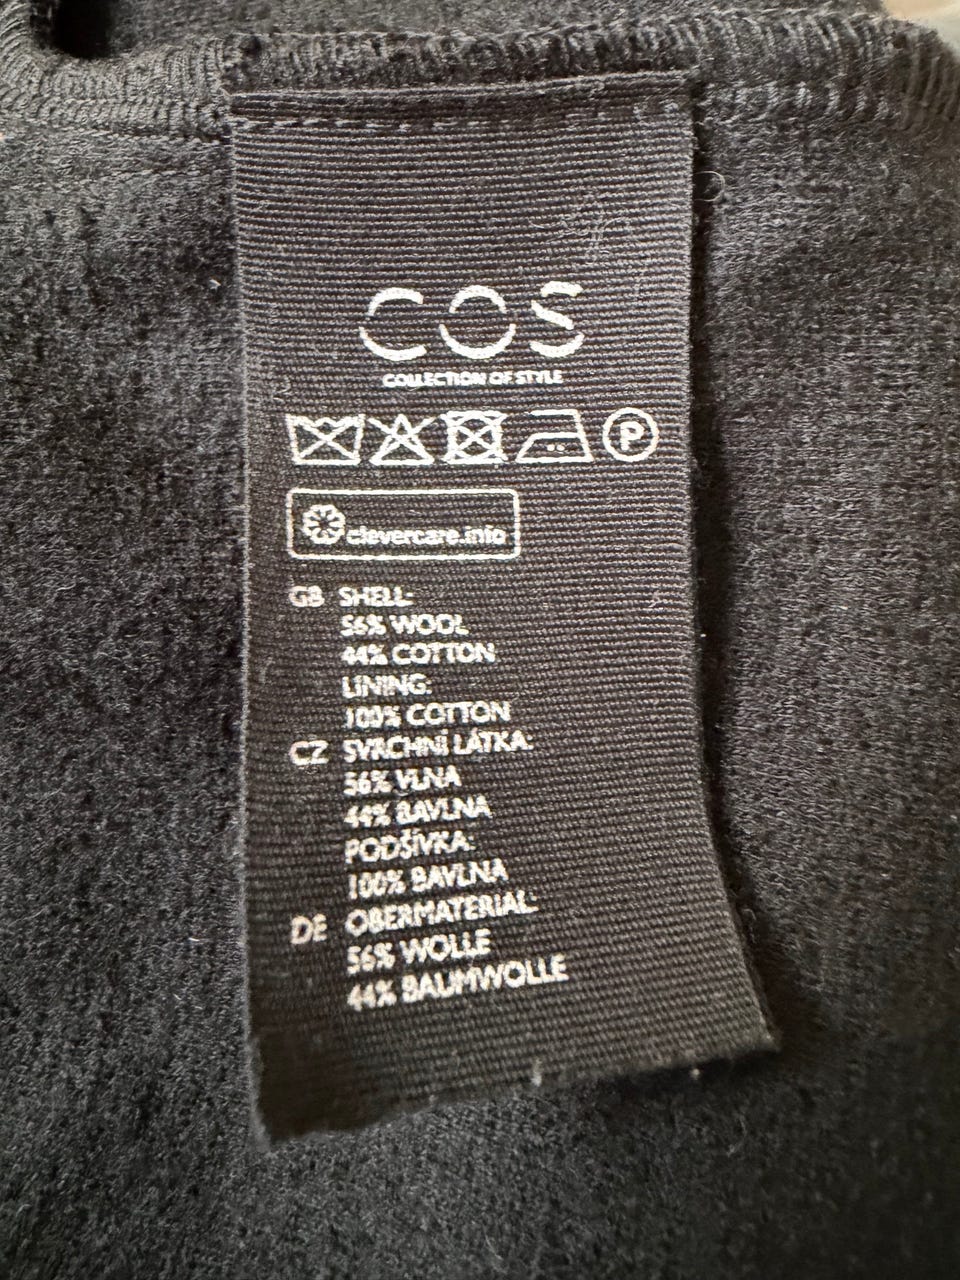 COS
COLLECTION OF STYLE
P
clevercare.info
GB SHELL:
56% WOOL
44% COTTON
LINING:
100% COTTON
CZ SVRCHNÍ LÁTKA:
56% VLNA
44% BAVLNA
PODŠÍVKA:
100% BAVLNA
DE OBERMATERIAL:
56% WOLLE
44% BAUMWOLLE